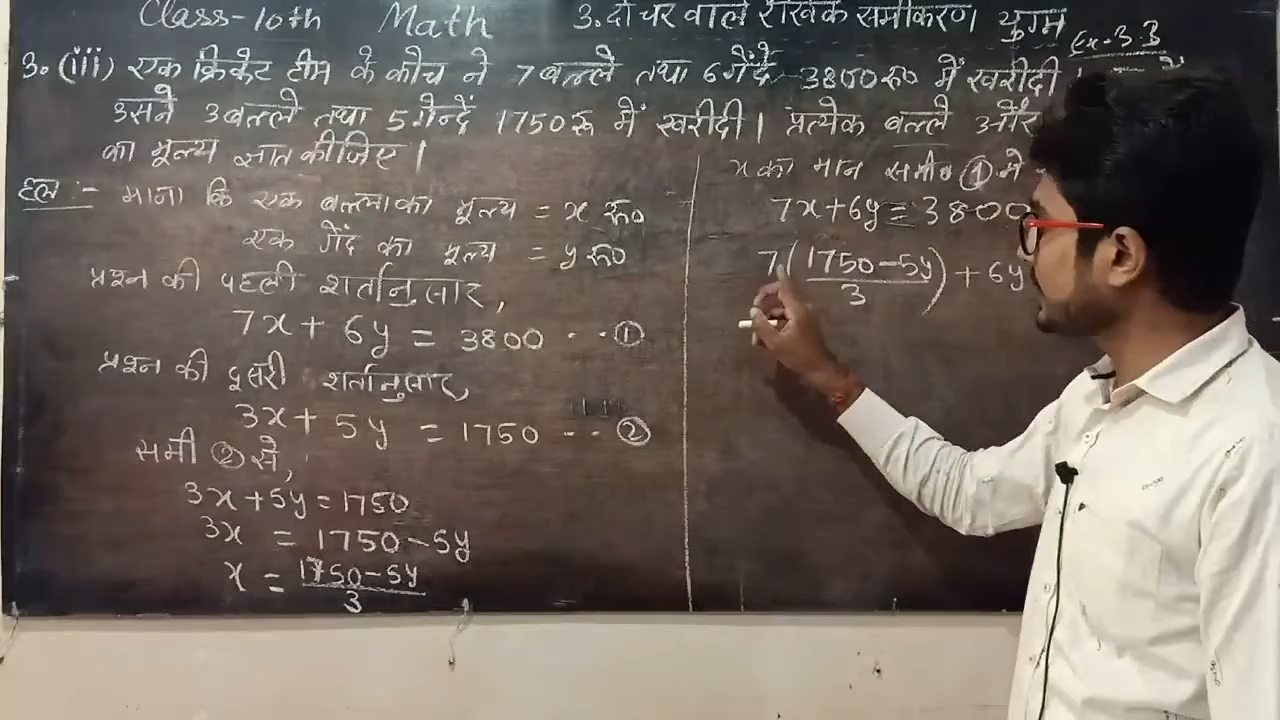 Class-10th Math 3. दो चर वाले रैखिक समीकरण युग्म
Ex-3.3
3. (iii) एक क्रिकेट टीम के कोच ने 7 बल्ले तथा 6 गेंदें 3800 रू० में खरीदी
उसने 3 बल्ले तथा 5 गेन्दें 1750 रू में खरीदी। प्रत्येक बल्ले और
का मूल्य ज्ञात कीजिए।
हल :- माना कि एक बल्ला का मूल्य = x रू०
एक गेंद का मूल्य = y रू०
प्रश्न की पहली शर्तानुसार,
7x + 6y = 3800 - - ①
प्रश्न की दूसरी शर्तानुसार,
3x + 5y = 1750 - - ②
समी ② से,
3x + 5y = 1750
3x = 1750 - 5y
x = 1750 - 5y
3
x का मान समी० ① में
7x + 6y = 3800
7 ( 1750 - 5y ) + 6y
3